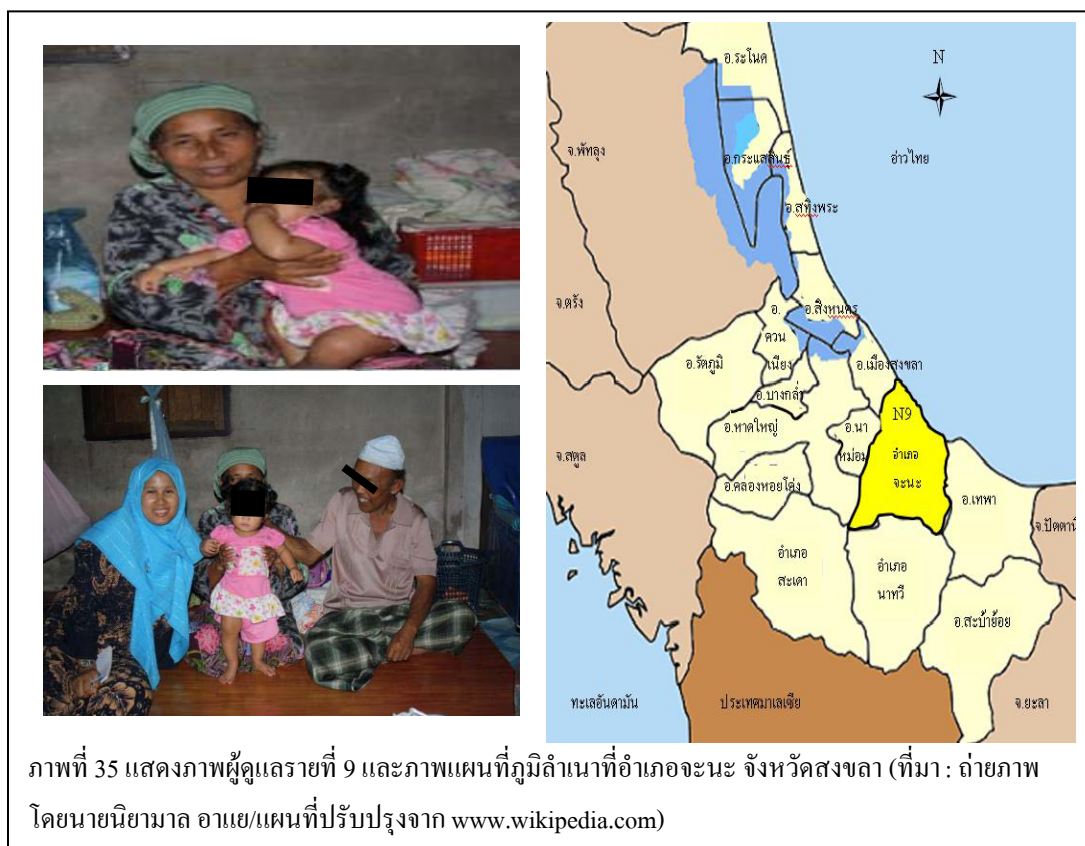 อ.ระโนด
N
จ.พัทลุง
อ.กระแสสินธุ์
อ่าวไทย
อ.สทิงพระ
จ.ตรัง
อ.
ควน
เนียง
อ.สิงหนคร
อ.รัตภูมิ
อ.เมืองสงขลา
อ.บางกล่ำ
N9
อำเภอ
จะนะ
อ.หาดใหญ่
อ.นา
หม่อม
จ.สตูล
อ.คลองหอยโข่ง
อ.เทพา
จ.ปัตตานี
อำเภอ
สะเดา
อำเภอ
นาทวี
อ.สะบ้าย้อย
ทะเลอันดามัน
ประเทศมาเลเซีย
จ.ยะลา
ภาพที่ 35 แสดงภาพผู้ดูแลรายที่ 9 และภาพแผนที่ภูมิลำเนาที่อำเภอจะนะ จังหวัดสงขลา (ที่มา : ถ่ายภาพ
โดยนายนิยามาล อาแย/แผนที่ปรับปรุงจาก www.wikipedia.com)